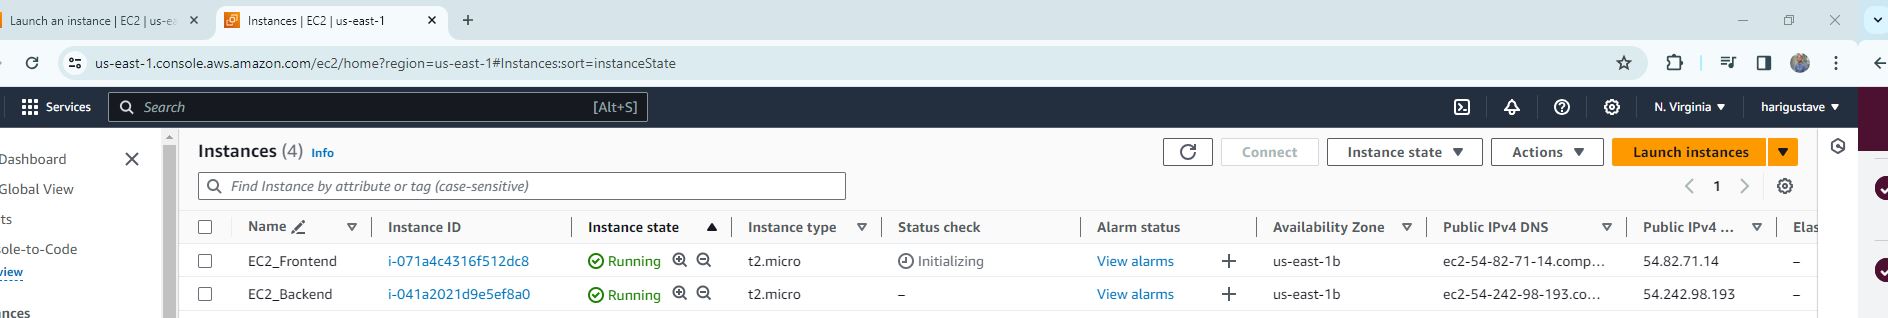 Launch an instance | EC2 | us-ea
Instances | EC2 | us-east-1
us-east-1.console.aws.amazon.com/ec2/home?region=us-east-1#Instances:sort=instanceState
Services
Search
[Alt+S]
N. Virginia
harigustave
Dashboard
Global View
ts
sole-to-Code
view
nces
Instances (4) Info
Connect
Instance state
Actions
Launch instances
Find Instance by attribute or tag (case-sensitive)
1
Name Instance ID Instance state Instance type Status check Alarm status Availability Zone Public IPv4 DNS Public IPv4 ... Elas
EC2_Frontend i-071a4c4316f512dc8 Running t2.micro Initializing View alarms + us-east-1b ec2-54-82-71-14.comp... 54.82.71.14 –
EC2_Backend i-041a2021d9e5ef8a0 Running t2.micro – View alarms + us-east-1b ec2-54-242-98-193.co... 54.242.98.193 –